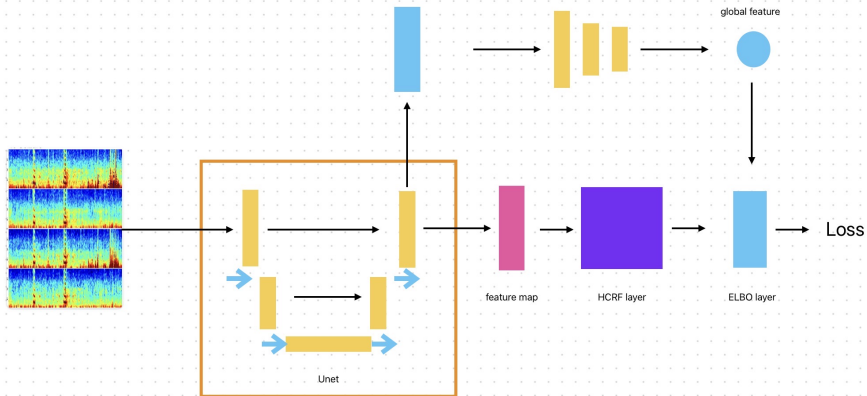 global feature
Loss
feature map
HCRF layer
ELBO layer
Unet